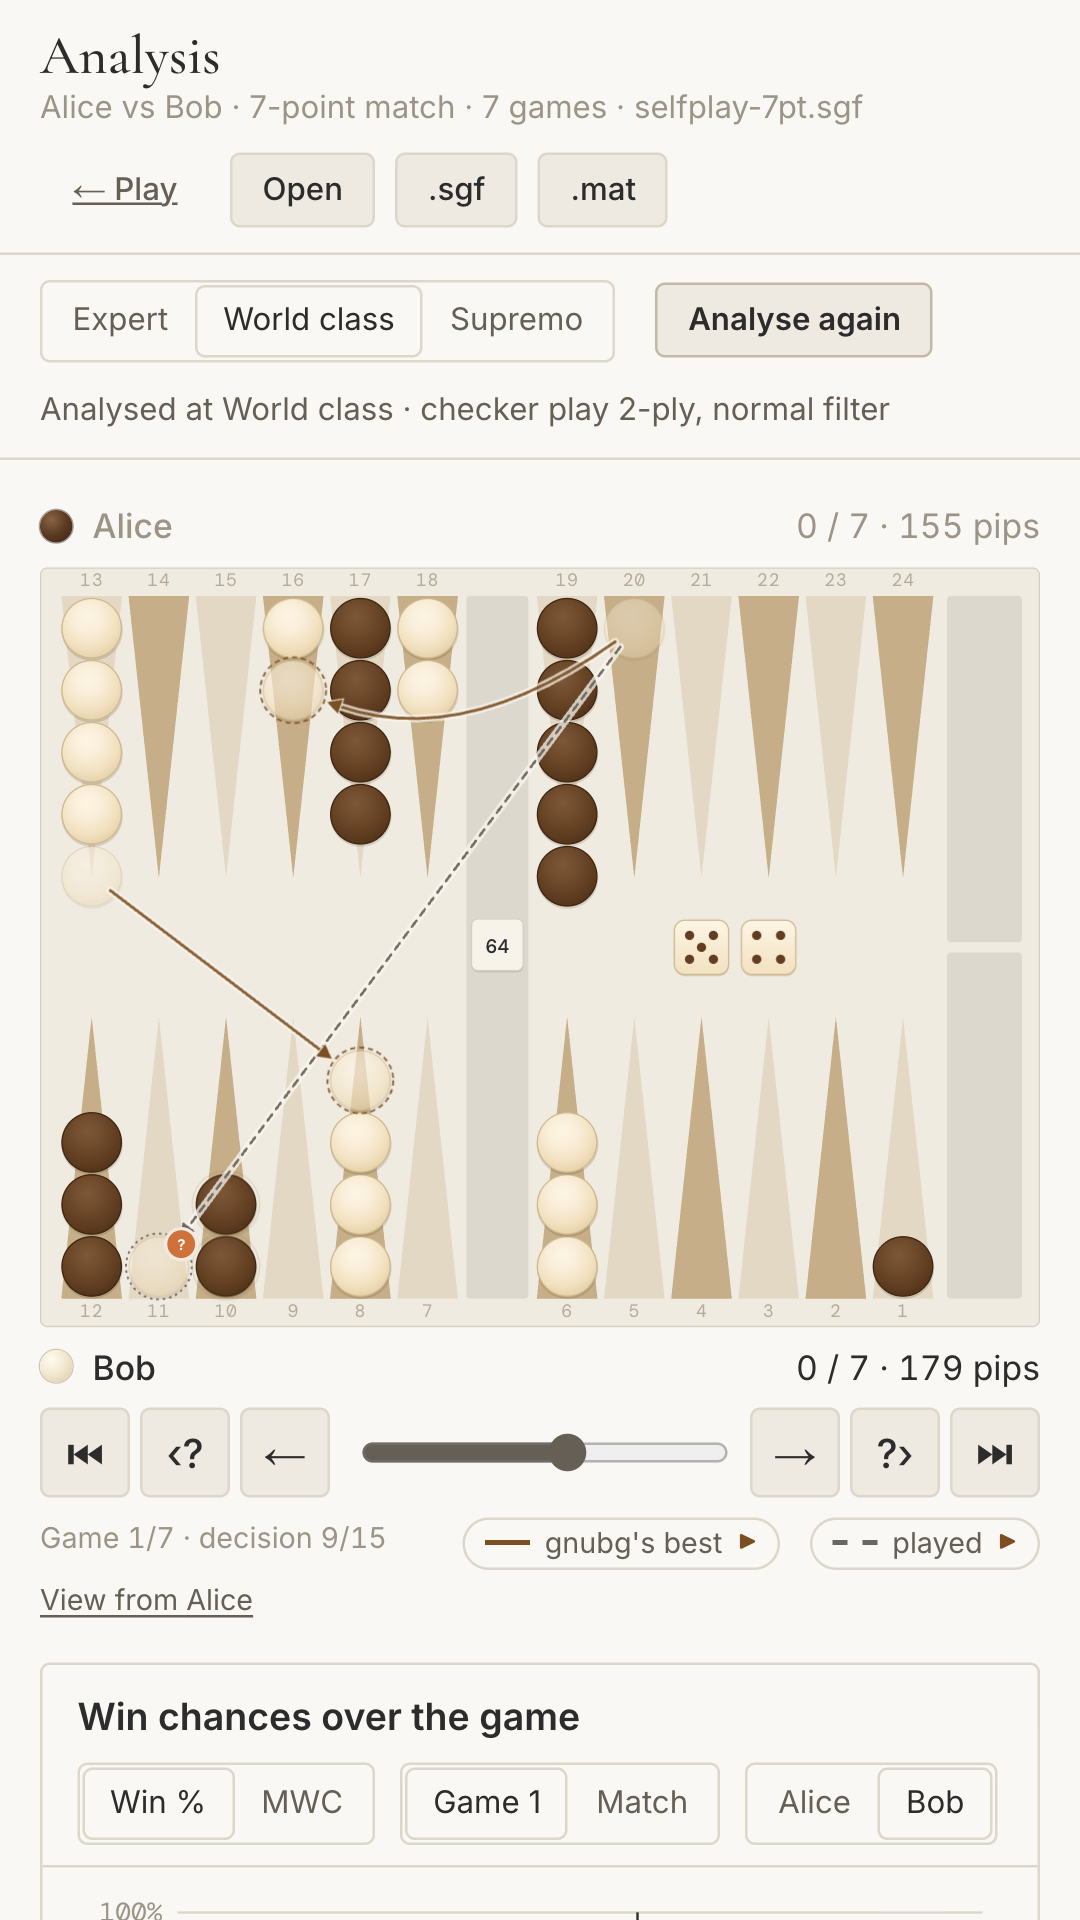 Analysis
Alice vs Bob · 7-point match · 7 games · selfplay-7pt.sgf
← Play Open .sgf .mat
Expert World class Supremo Analyse again
Analysed at World class · checker play 2-ply, normal filter
Alice 0 / 7 · 155 pips
13 14 15 16 17 18 19 20 21 22 23 24
64
?
12 11 10 9 8 7 6 5 4 3 2 1
Bob 0 / 7 · 179 pips
‹? ← → ?›
Game 1/7 · decision 9/15 gnubg's best played
View from Alice
Win chances over the game
Win % MWC Game 1 Match Alice Bob
100%